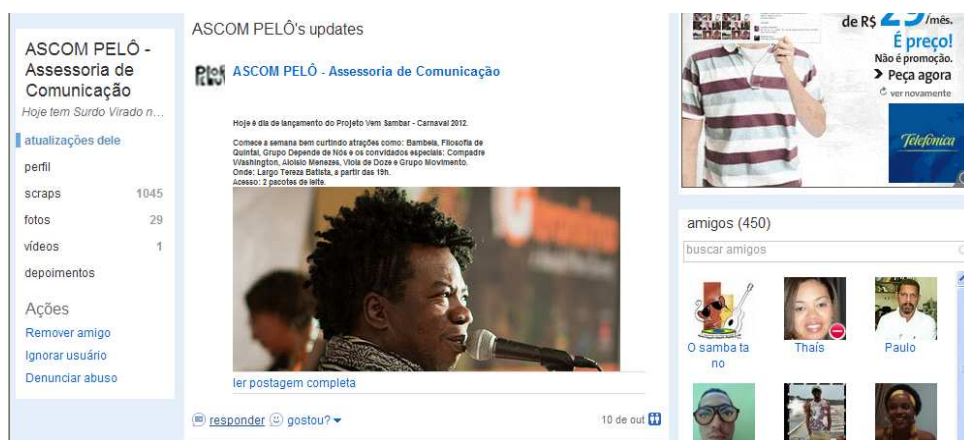 ASCOM PELÔ -
Assessoria de
Comunicação
Hoje tem Surdo Virado n...
atualizações dele
perfil
scraps 1045
fotos 29
vídeos 1
depoimentos
Ações
Remover amigo
Ignorar usuário
Denunciar abuso
ASCOM PELÔ's updates
ASCOM PELÔ - Assessoria de Comunicação
Hoje é dia de lançamento do Projeto Vem Sambar - Carnaval 2012.
Comece a semana bem curtindo atrações como: Bambeia, Filosofia de
Quintal, Grupo Depende de Nós e os convidados especiais: Compadre
Washington, Aloisio Menezes, Viola de Doze e Grupo Movimento.
Onde: Largo Tereza Batista, a partir das 19h.
Acesso: 2 pacotes de leite.
ler postagem completa
responder gostou?
10 de out
de R$ 29 /mês.
É preço!
Não é promoção.
Peça agora
ver novamente
Telefonica
amigos (450)
buscar amigos
O samba ta
no
Thaís
Paulo